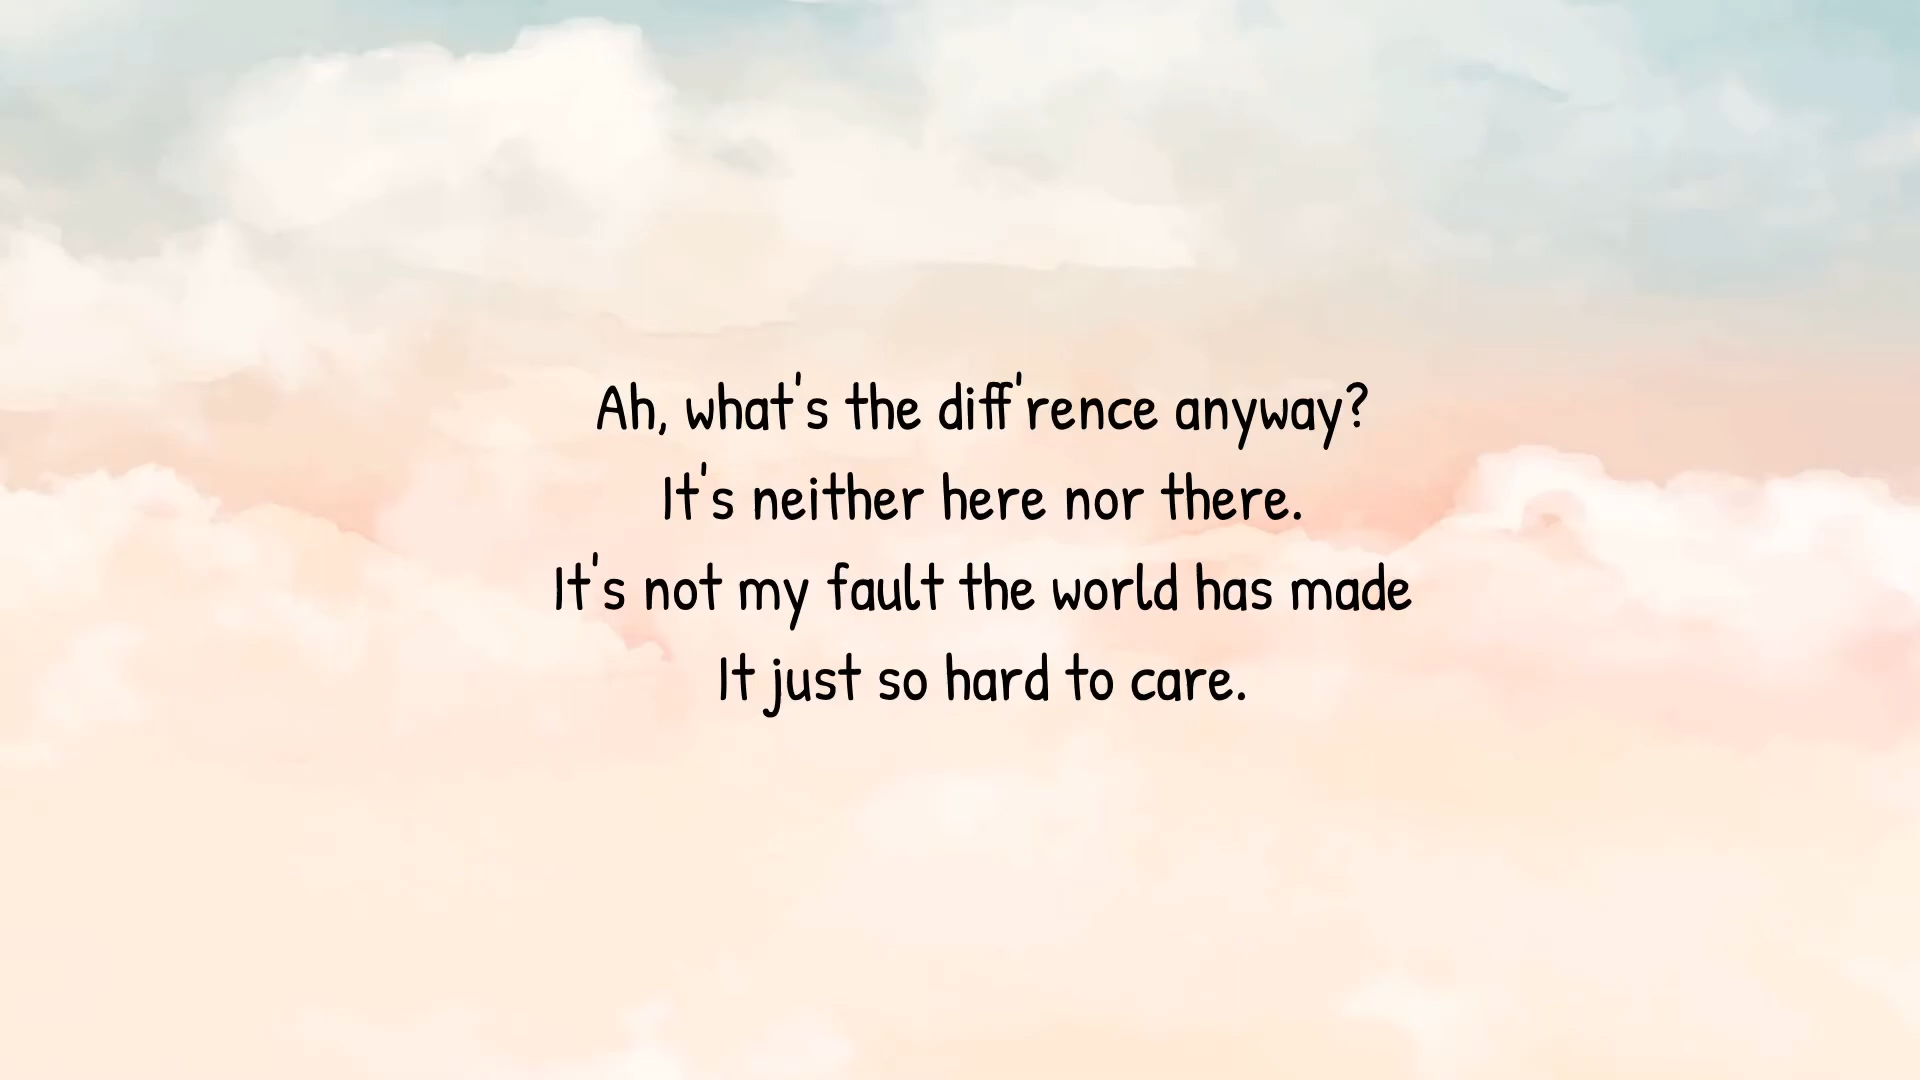 Ah, what's the diff'rence anyway?
It's neither here nor there.
It's not my fault the world has made
It just so hard to care.